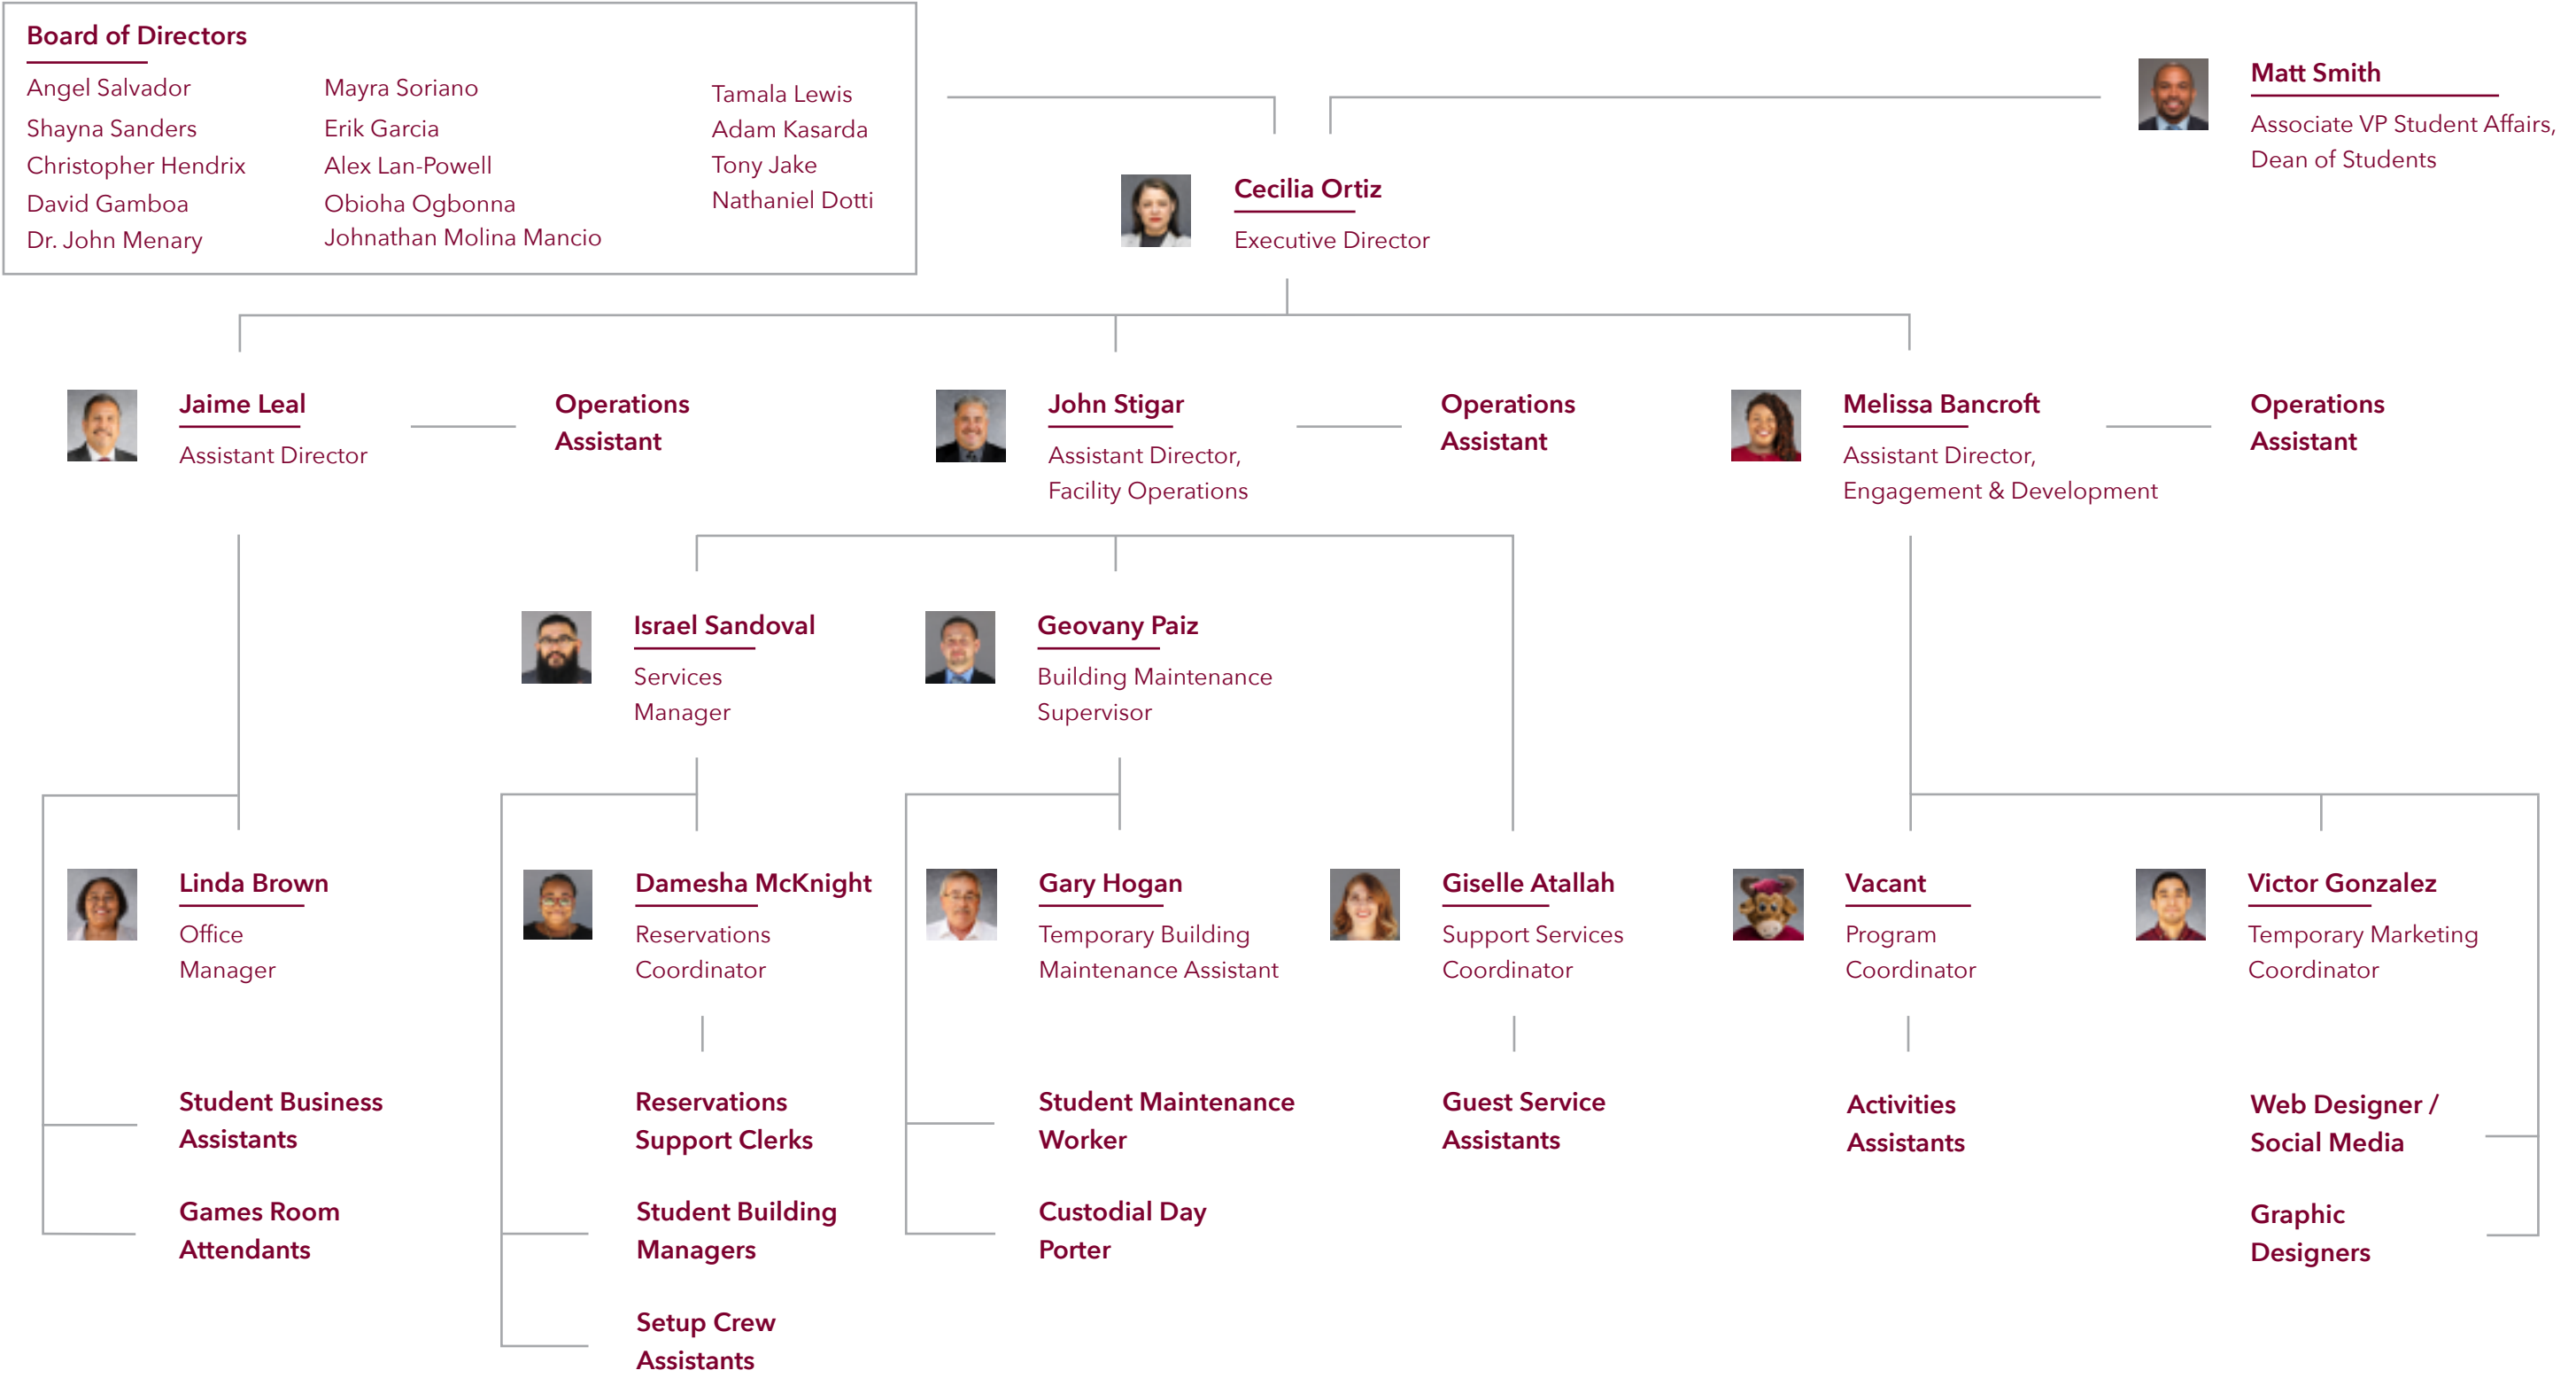 Board of Directors
Angel Salvador
Shayna Sanders
Christopher Hendrix
David Gamboa
Dr. John Menary
Mayra Soriano
Erik Garcia
Alex Lan-Powell
Obioha Ogbonna
Johnathan Molina Mancio
Tamala Lewis
Adam Kasarda
Tony Jake
Nathaniel Dotti
Matt Smith
Associate VP Student Affairs,
Dean of Students
Cecilia Ortiz
Executive Director
Jaime Leal
Assistant Director
Operations
Assistant
John Stigar
Assistant Director,
Facility Operations
Operations
Assistant
Melissa Bancroft
Assistant Director,
Engagement & Development
Operations
Assistant
Israel Sandoval
Services
Manager
Geovany Paiz
Building Maintenance
Supervisor
Linda Brown
Office
Manager
Damesha McKnight
Reservations
Coordinator
Gary Hogan
Temporary Building
Maintenance Assistant
Giselle Atallah
Support Services
Coordinator
Vacant
Program
Coordinator
Victor Gonzalez
Temporary Marketing
Coordinator
Student Business
Assistants
Reservations
Support Clerks
Student Maintenance
Worker
Guest Service
Assistants
Activities
Assistants
Web Designer /
Social Media
Games Room
Attendants
Student Building
Managers
Custodial Day
Porter
Graphic
Designers
Setup Crew
Assistants